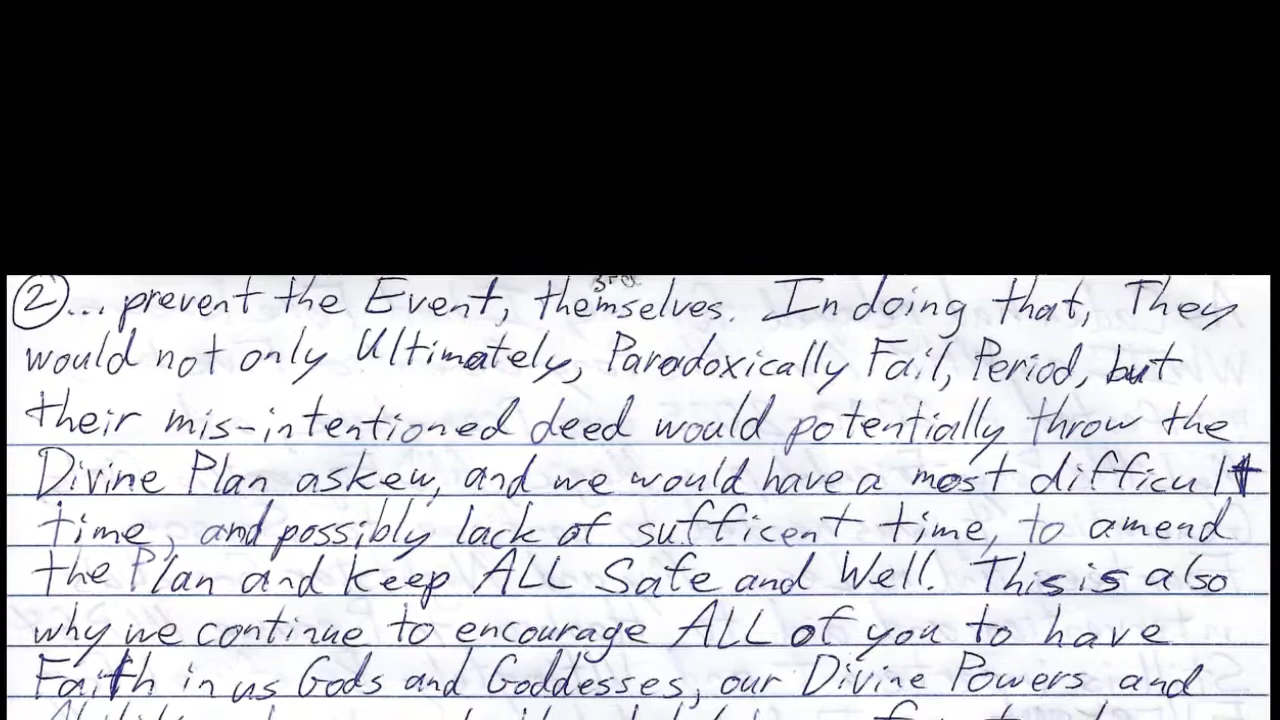 ② ... prevent the Event, themselves. In doing that, They
would not only Ultimately, Paradoxically Fail, Period, but
their mis-intentioned deed would potentially throw the
Divine Plan askew, and we would have a most difficult
time, and possibly lack of sufficent time, to amend
the Plan and keep ALL Safe and Well. This is also
why we continue to encourage ALL of you to have
Faith in us Gods and Goddesses, our Divine Powers and